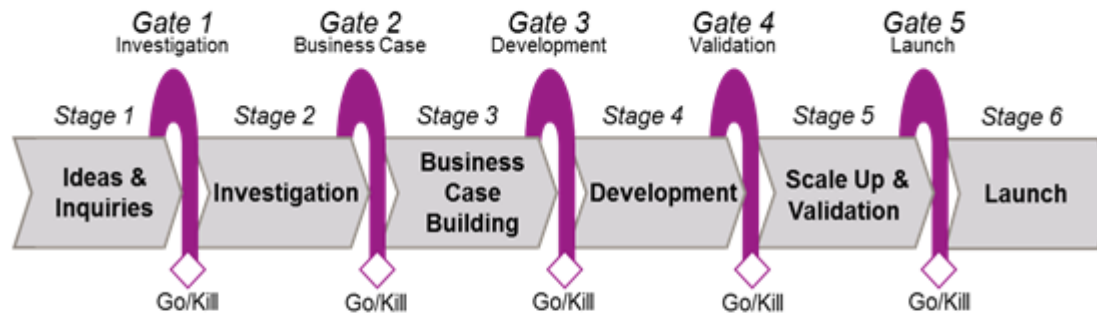 Gate 1
Investigation
Gate 2
Business Case
Gate 3
Development
Gate 4
Validation
Gate 5
Launch
Stage 1
Stage 2
Stage 3
Stage 4
Stage 5
Stage 6
Ideas &
Inquiries
Investigation
Business
Case
Building
Development
Scale Up &
Validation
Launch
Go/Kill
Go/Kill
Go/Kill
Go/Kill
Go/Kill